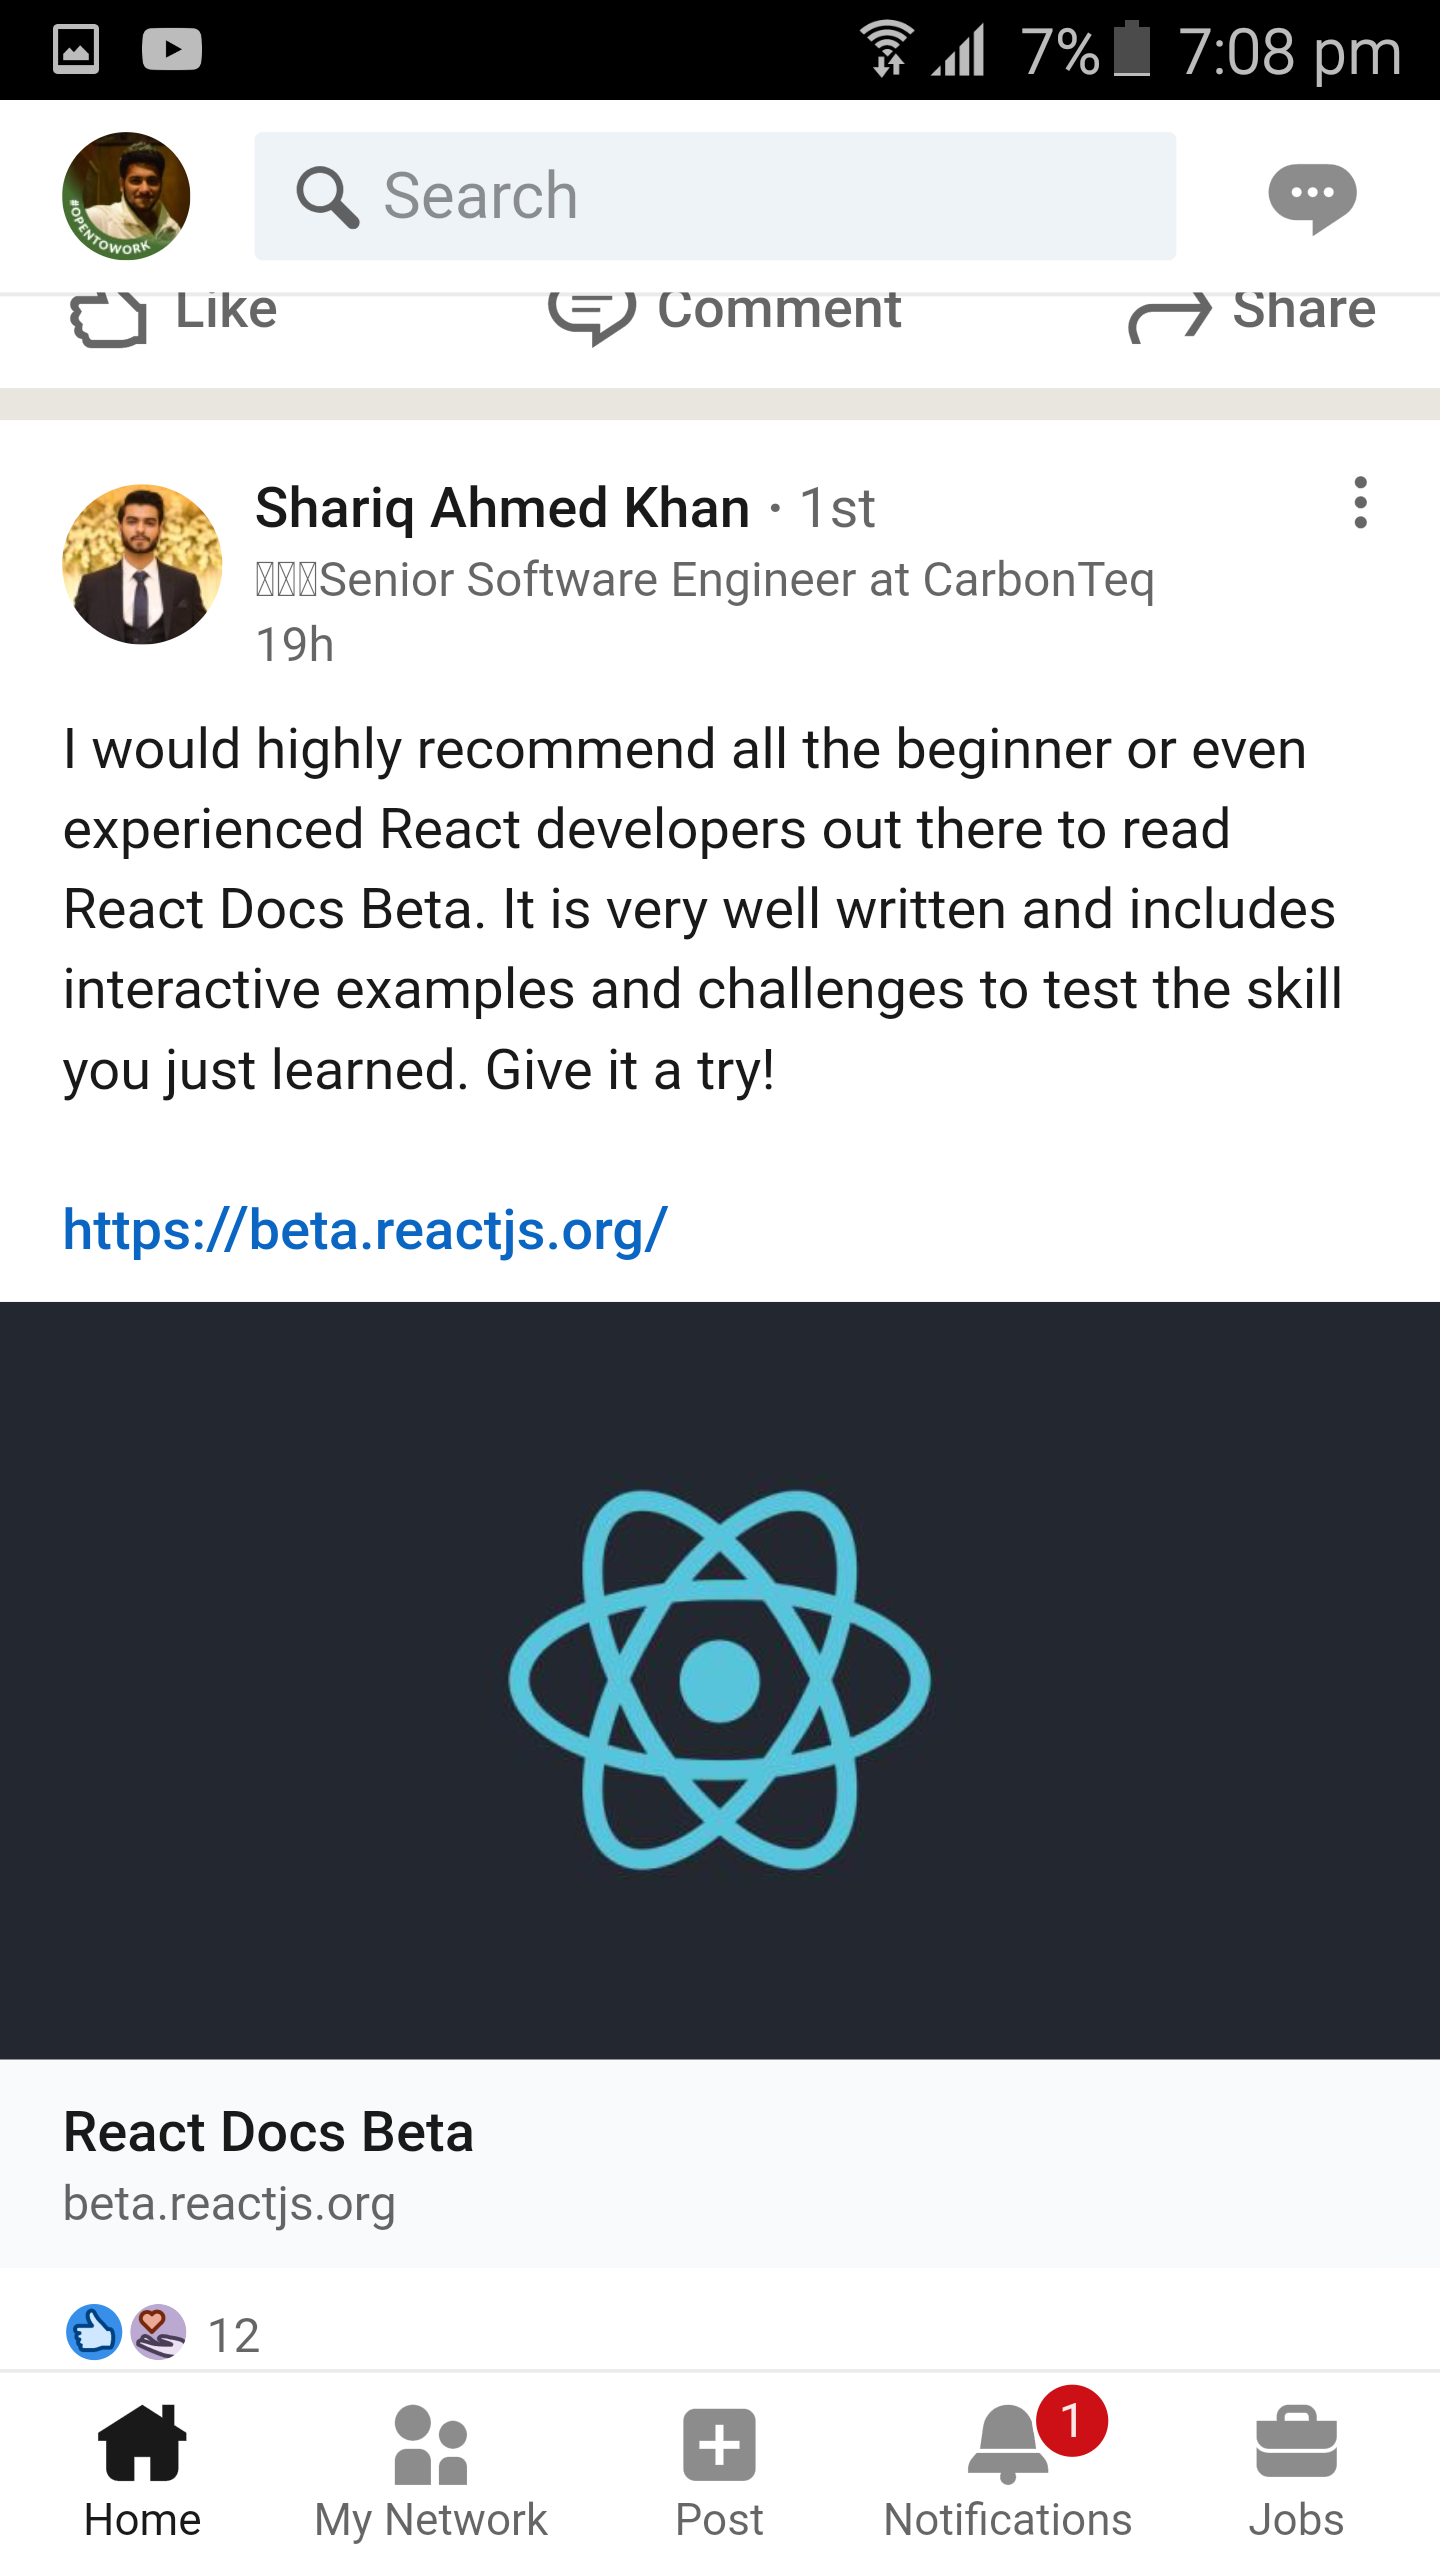 7% 7:08 pm
#OPENTOWORK
Search
Like Comment Share
Shariq Ahmed Khan · 1st
Senior Software Engineer at CarbonTeq
19h
I would highly recommend all the beginner or even
experienced React developers out there to read
React Docs Beta. It is very well written and includes
interactive examples and challenges to test the skill
you just learned. Give it a try!
https://beta.reactjs.org/
React Docs Beta
beta.reactjs.org
12
1
Home My Network Post Notifications Jobs